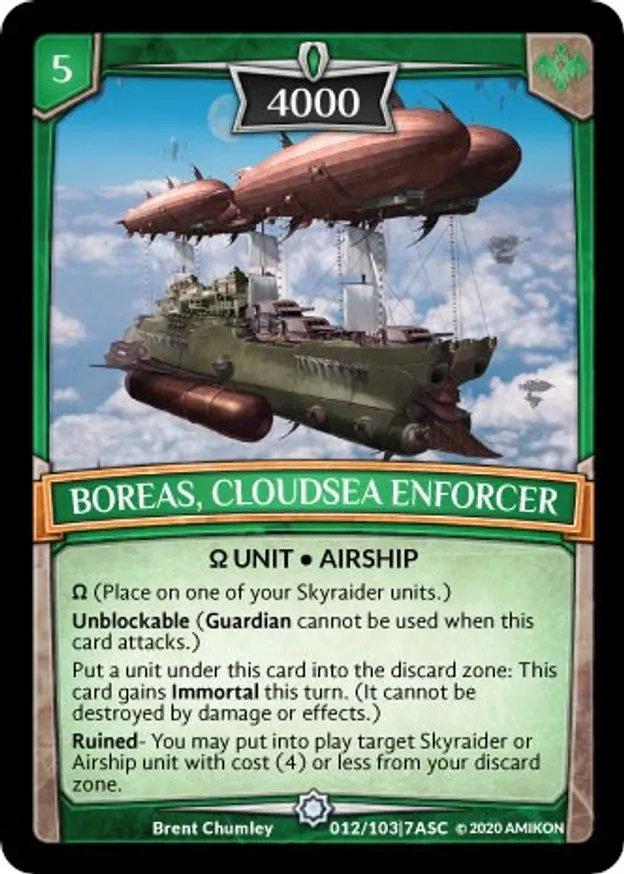 5
4000
BOREAS, CLOUDSEA ENFORCER
Ω UNIT • AIRSHIP
Ω (Place on one of your Skyraider units.)
Unblockable (Guardian cannot be used when this
card attacks.)
Put a unit under this card into the discard zone: This
card gains Immortal this turn. (It cannot be
destroyed by damage or effects.)
Ruined- You may put into play target Skyraider or
Airship unit with cost (4) or less from your discard
zone.
Brent Chumley 012/103|7ASC © 2020 AMIKON